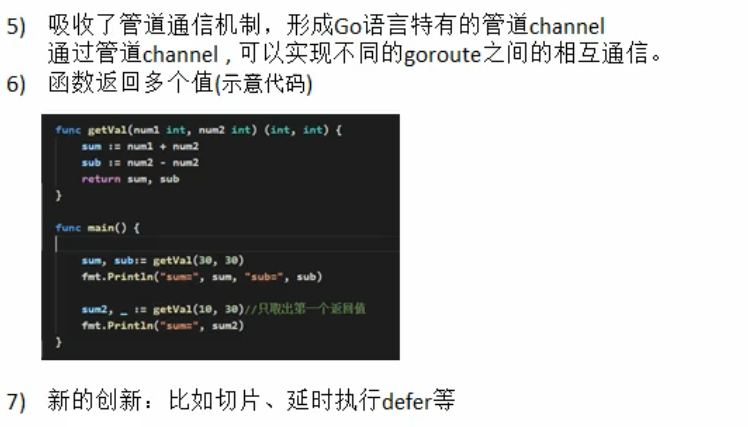 5) 吸收了管道通信机制，形成Go语言特有的管道channel
通过管道channel , 可以实现不同的goroute之间的相互通信。
6) 函数返回多个值(示意代码)
func getVal(num1 int, num2 int) (int, int) {
sum := num1 + num2
sub := num2 - num2
return sum, sub
}
func main() {
sum, sub:= getVal(30, 30)
fmt.Println("sum=", sum, "sub=", sub)
sum2, _ := getVal(10, 30)//只取出第一个返回值
fmt.Println("sum=", sum2)
}
7) 新的创新：比如切片、延时执行defer等